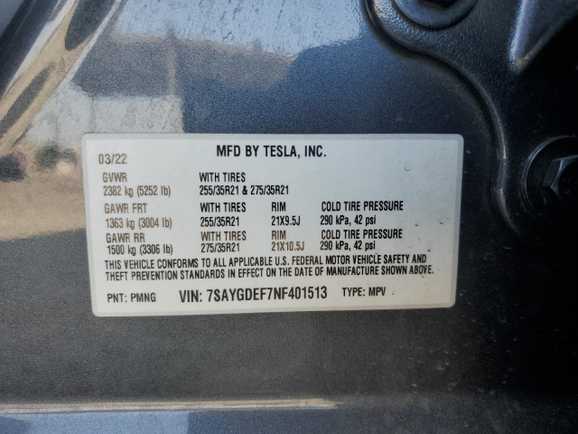 03/22 MFD BY TESLA, INC.
GVWR WITH TIRES
2382 kg (5252 lb) 255/35R21 & 275/35R21
GAWR FRT WITH TIRES RIM COLD TIRE PRESSURE
1363 kg (3004 lb) 255/35R21 21X9.5J 290 kPa, 42 psi
GAWR RR WITH TIRES RIM COLD TIRE PRESSURE
1500 kg (3306 lb) 275/35R21 21X10.5J 290 kPa, 42 psi
THIS VEHICLE CONFORMS TO ALL APPLICABLE U.S. FEDERAL MOTOR VEHICLE SAFETY AND
THEFT PREVENTION STANDARDS IN EFFECT ON THE DATE OF MANUFACTURE SHOWN ABOVE.
PNT: PMNG VIN: 7SAYGDEF7NF401513 TYPE: MPV